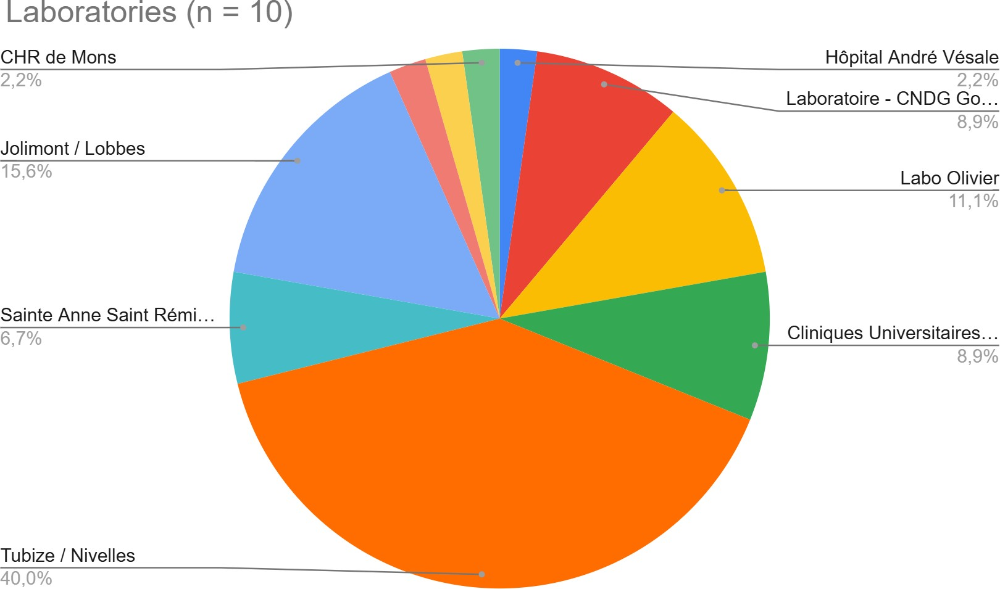 Laboratories (n = 10)
CHR de Mons
2,2%
Jolimont / Lobbes
15,6%
Sainte Anne Saint Rémi…
6,7%
Tubize / Nivelles
40,0%
Hôpital André Vésale
2,2%
Laboratoire - CNDG Go…
8,9%
Labo Olivier
11,1%
Cliniques Universitaires…
8,9%